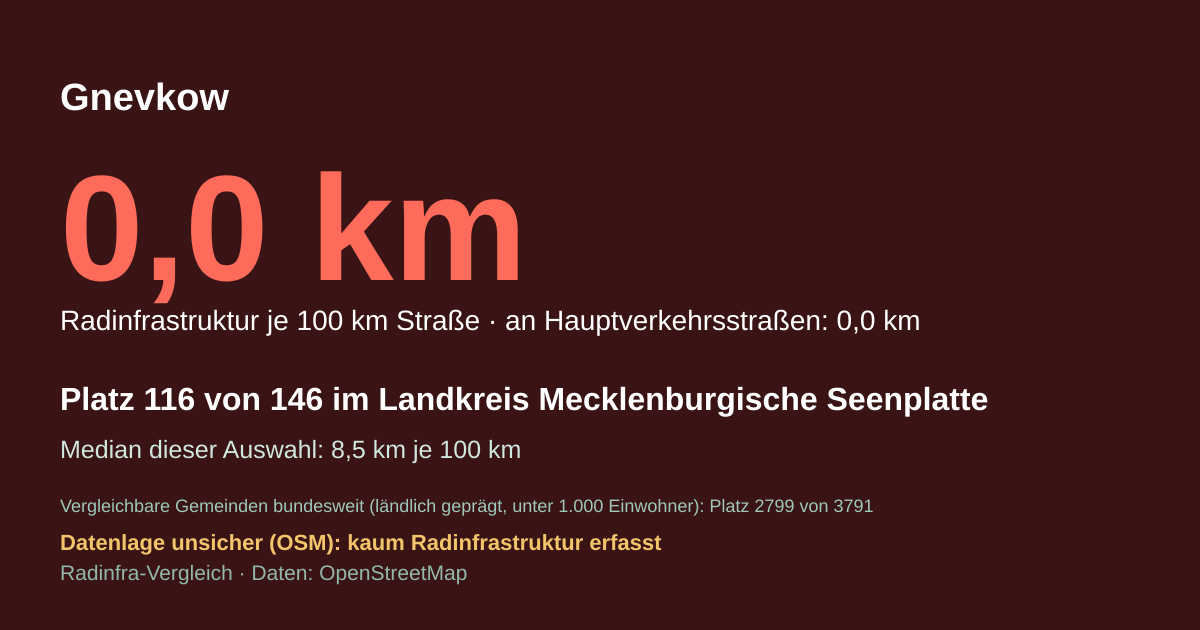 Gnevkow
0,0 km
Radinfrastruktur je 100 km Straße · an Hauptverkehrsstraßen: 0,0 km
Platz 116 von 146 im Landkreis Mecklenburgische Seenplatte
Median dieser Auswahl: 8,5 km je 100 km
Vergleichbare Gemeinden bundesweit (ländlich geprägt, unter 1.000 Einwohner): Platz 2799 von 3791
Datenlage unsicher (OSM): kaum Radinfrastruktur erfasst
Radinfra-Vergleich · Daten: OpenStreetMap